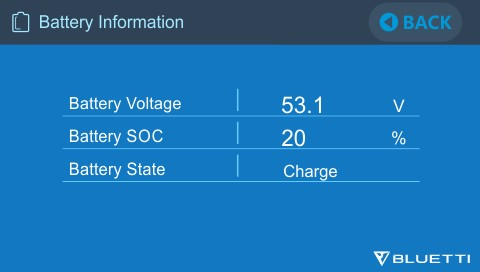 Battery Information
BACK
Battery Voltage 53.1 V
Battery SOC 20 %
Battery State Charge
BLUETTI